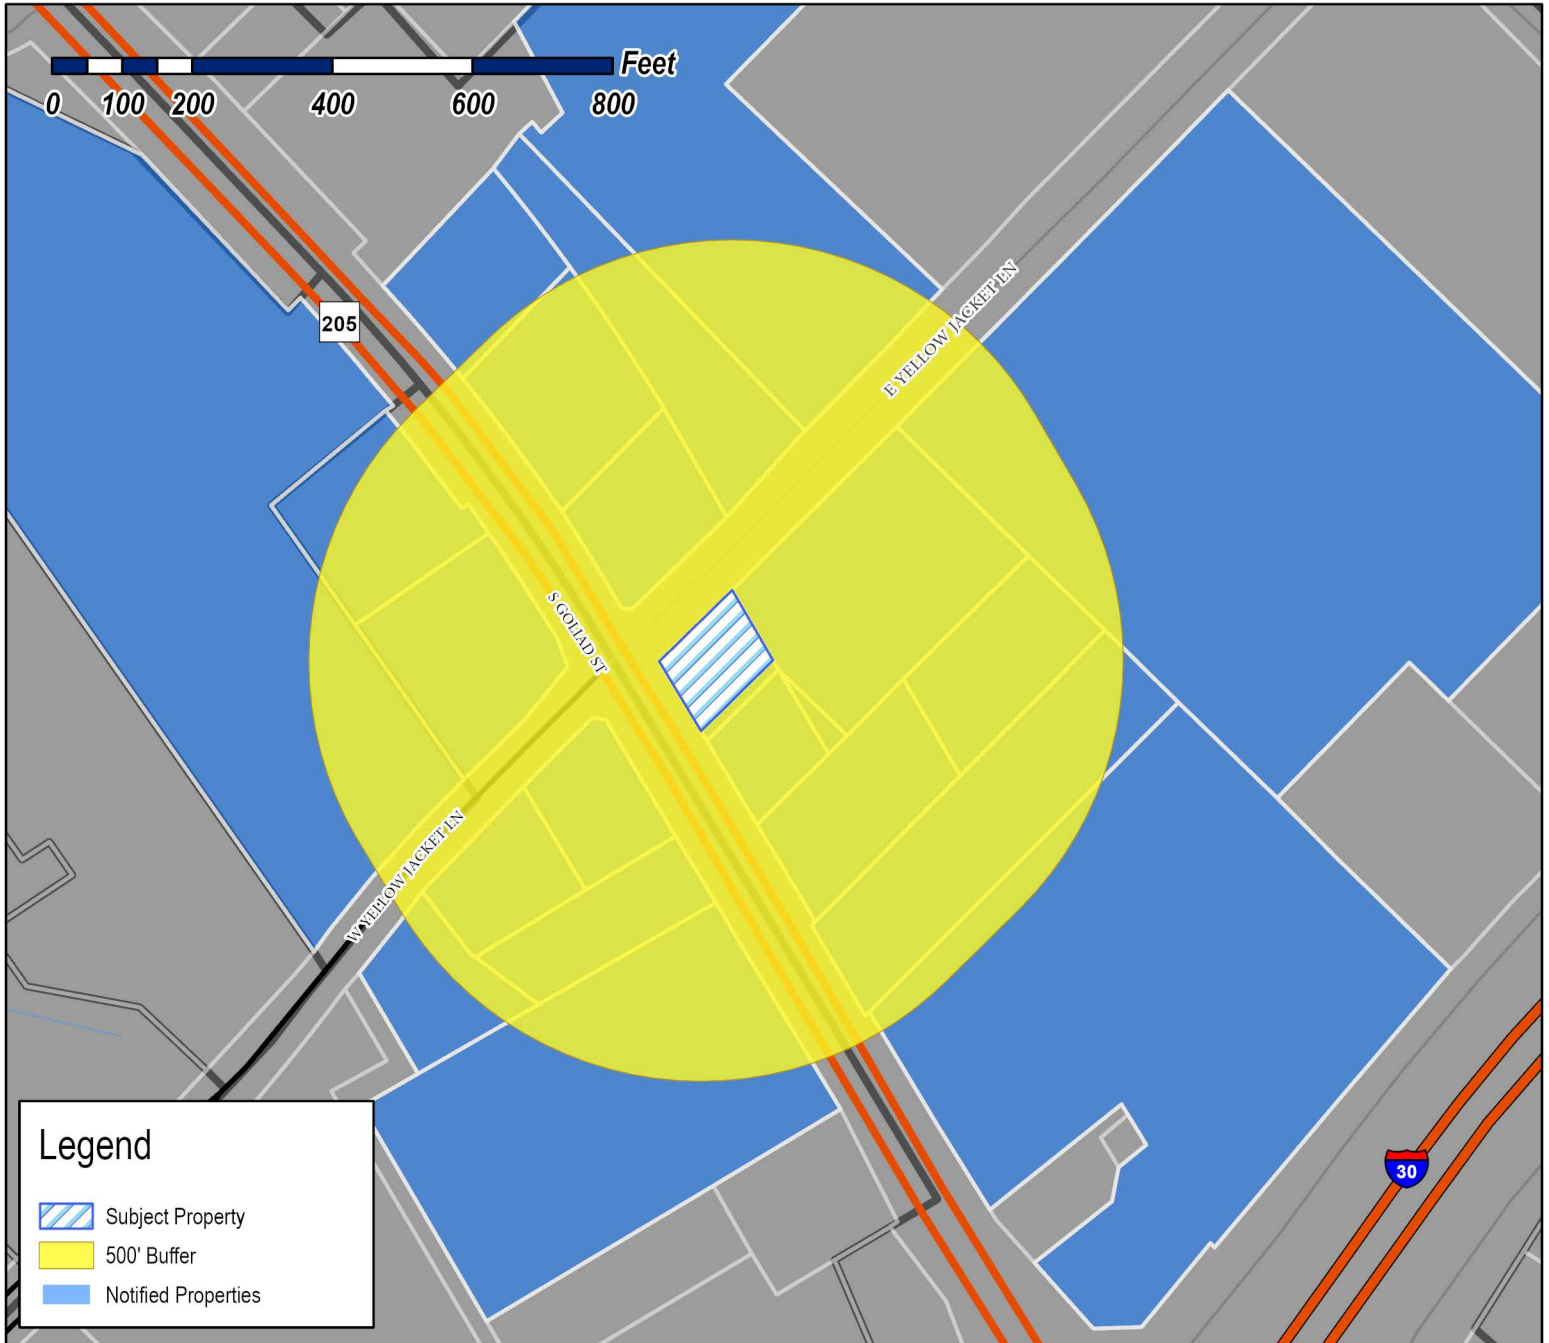 Feet
0 100 200 400 600 800
205
E YELLOW JACKET LN
S GOLIAD ST
W YELLOW JACKET LN
Legend
Subject Property
500' Buffer
Notified Properties
30